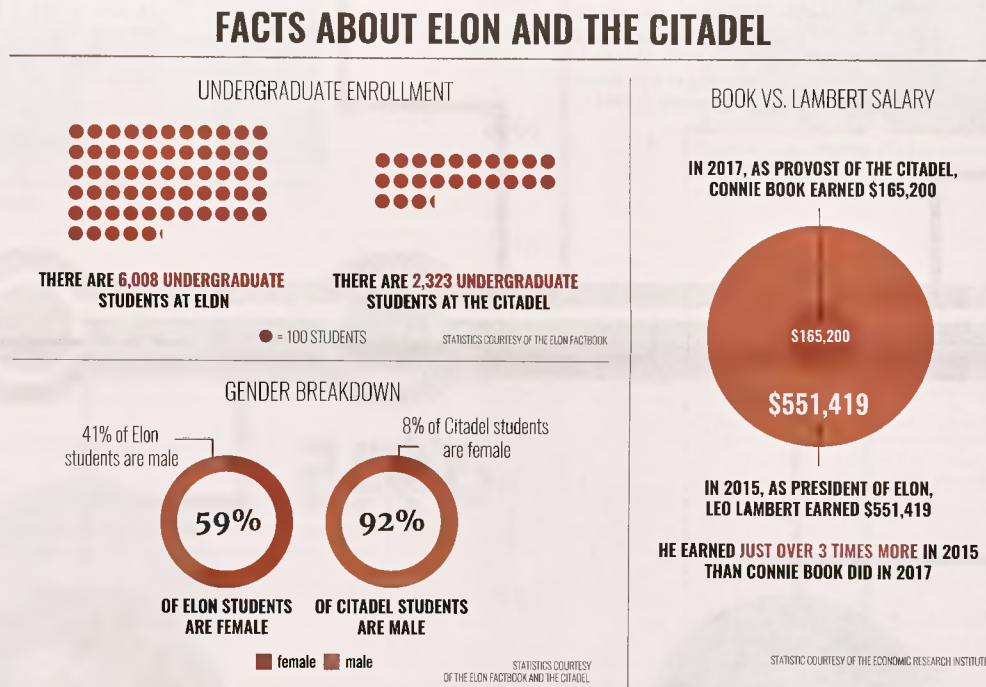 FACTS ABOUT ELON AND THE CITADEL
UNDERGRADUATE ENROLLMENT
THERE ARE 6,008 UNDERGRADUATE
STUDENTS AT ELDN
THERE ARE 2,323 UNDERGRADUATE
STUDENTS AT THE CITADEL
= 100 STUDENTS
STATISTICS COURTESY OF THE ELON FACTBOOK
GENDER BREAKDOWN
41% of Elon
students are male
8% of Citadel students
are female
59%
92%
OF ELON STUDENTS
ARE FEMALE
OF CITADEL STUDENTS
ARE MALE
female male
STATISTICS COURTESY
OF THE ELON FACTBOOK AND THE CITADEL
BOOK VS. LAMBERT SALARY
IN 2017, AS PROVOST OF THE CITADEL,
CONNIE BOOK EARNED $165,200
$165,200
$551,419
IN 2015, AS PRESIDENT OF ELON,
LEO LAMBERT EARNED $551,419
HE EARNED JUST OVER 3 TIMES MORE IN 2015
THAN CONNIE BOOK DID IN 2017
STATISTIC COURTESY OF THE ECONOMIC RESEARCH INSTITUTE